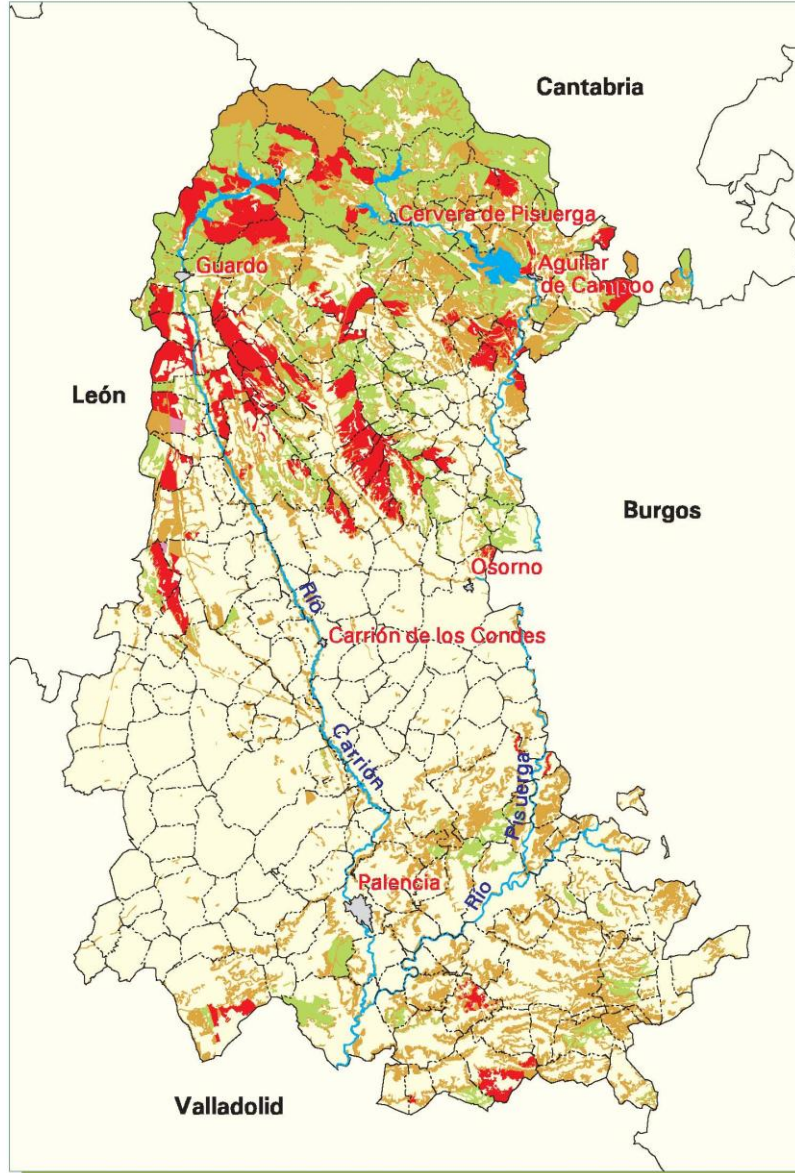 Cantabria
Cervera de Pisuerga
Guardo
Aguilar
de Campoo
León
Burgos
Osorno
Río
Carrión de los Condes
Carrión
Pisuerga
Palencia
Río
Valladolid